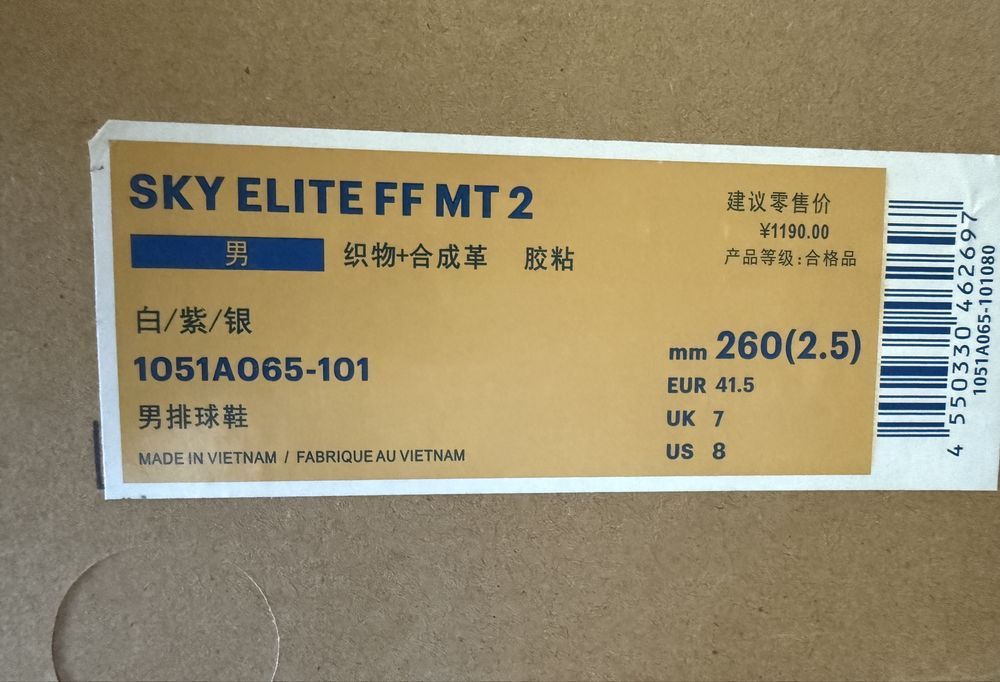 SKY ELITE FF MT 2
男 织物+合成革 胶粘
建议零售价
¥1190.00
产品等级:合格品
白/紫/银
1051A065-101
男排球鞋
MADE IN VIETNAM / FABRIQUE AU VIETNAM
mm 260(2.5)
EUR 41.5
UK 7
US 8
4 550330 462697
1051A065-101080